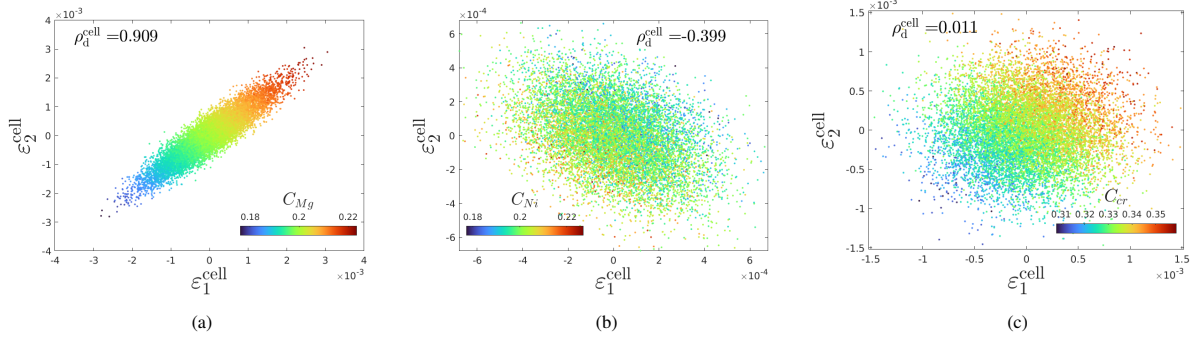 ×10⁻³
4
3
2
1
0
-1
-2
-3
-4
ρ_d^cell=0.909
ε_2^cell
C_Mg
0.18 0.2 0.22
-4 -3 -2 -1 0 1 2 3 4
×10⁻³
ε_1^cell
(a)
×10⁻⁴
6
4
2
0
-2
-4
-6
ρ_d^cell=-0.399
ε_2^cell
C_Ni
0.18 0.2 0.22
-6 -4 -2 0 2 4 6
×10⁻⁴
ε_1^cell
(b)
×10⁻³
1.5
1
0.5
0
-0.5
-1
-1.5
ρ_d^cell=0.011
ε_2^cell
C_cr
0.31 0.32 0.33 0.34 0.35
-1.5 -1 -0.5 0 0.5 1 1.5
×10⁻³
ε_1^cell
(c)